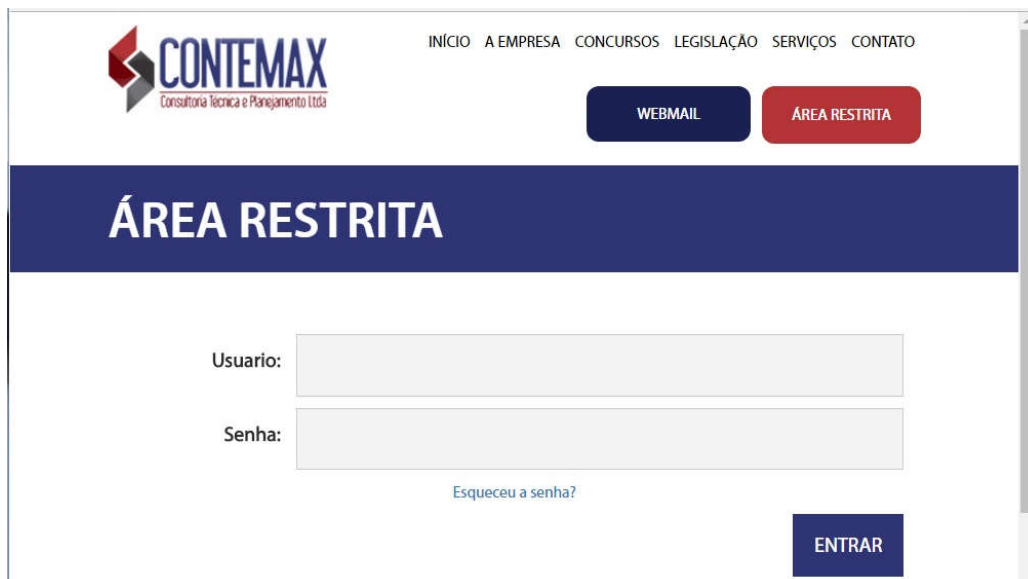 CONTEMAX
Consultoria Técnica e Planejamento Ltda
INÍCIO A EMPRESA CONCURSOS LEGISLAÇÃO SERVIÇOS CONTATO
WEBMAIL ÁREA RESTRITA
ÁREA RESTRITA
Usuario:
Senha:
Esqueceu a senha?
ENTRAR